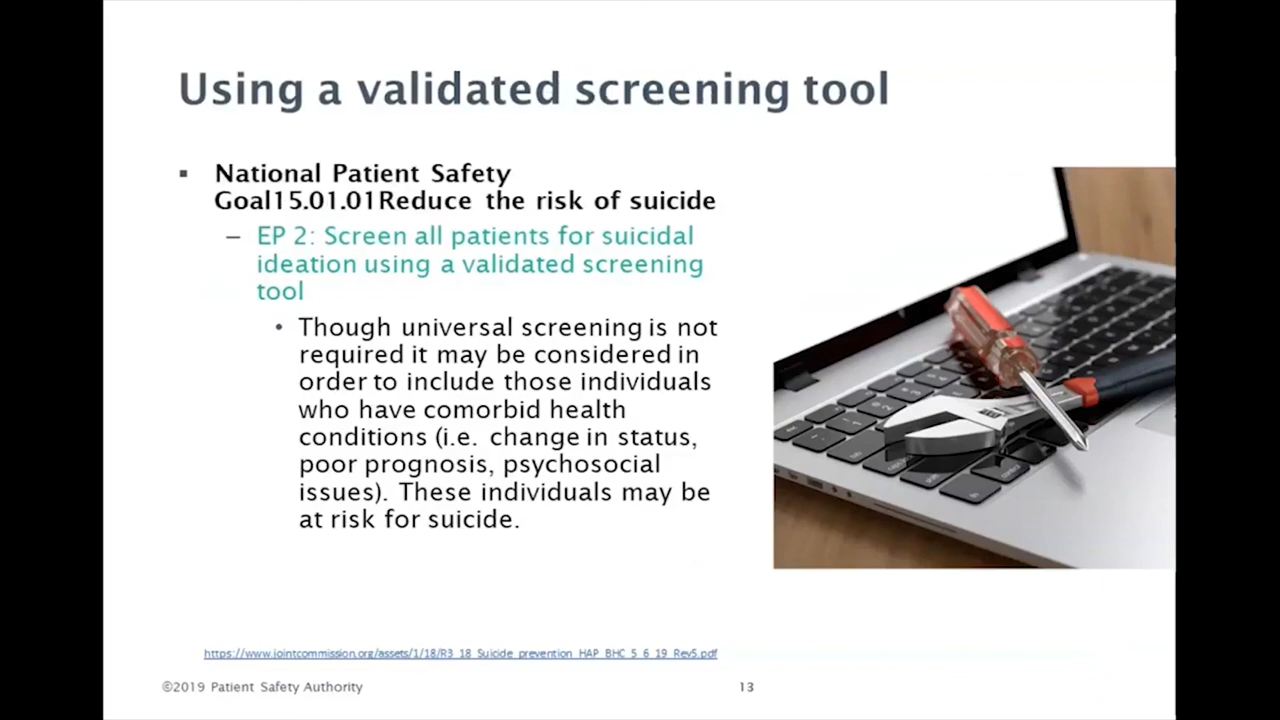 Using a validated screening tool
▪ National Patient Safety
Goal15.01.01Reduce the risk of suicide
– EP 2: Screen all patients for suicidal
ideation using a validated screening
tool
• Though universal screening is not
required it may be considered in
order to include those individuals
who have comorbid health
conditions (i.e. change in status,
poor prognosis, psychosocial
issues). These individuals may be
at risk for suicide.
https://www.jointcommission.org/assets/1/18/R3_18_Suicide_prevention_HAP_BHC_5_6_19_Rev5.pdf
©2019 Patient Safety Authority
13